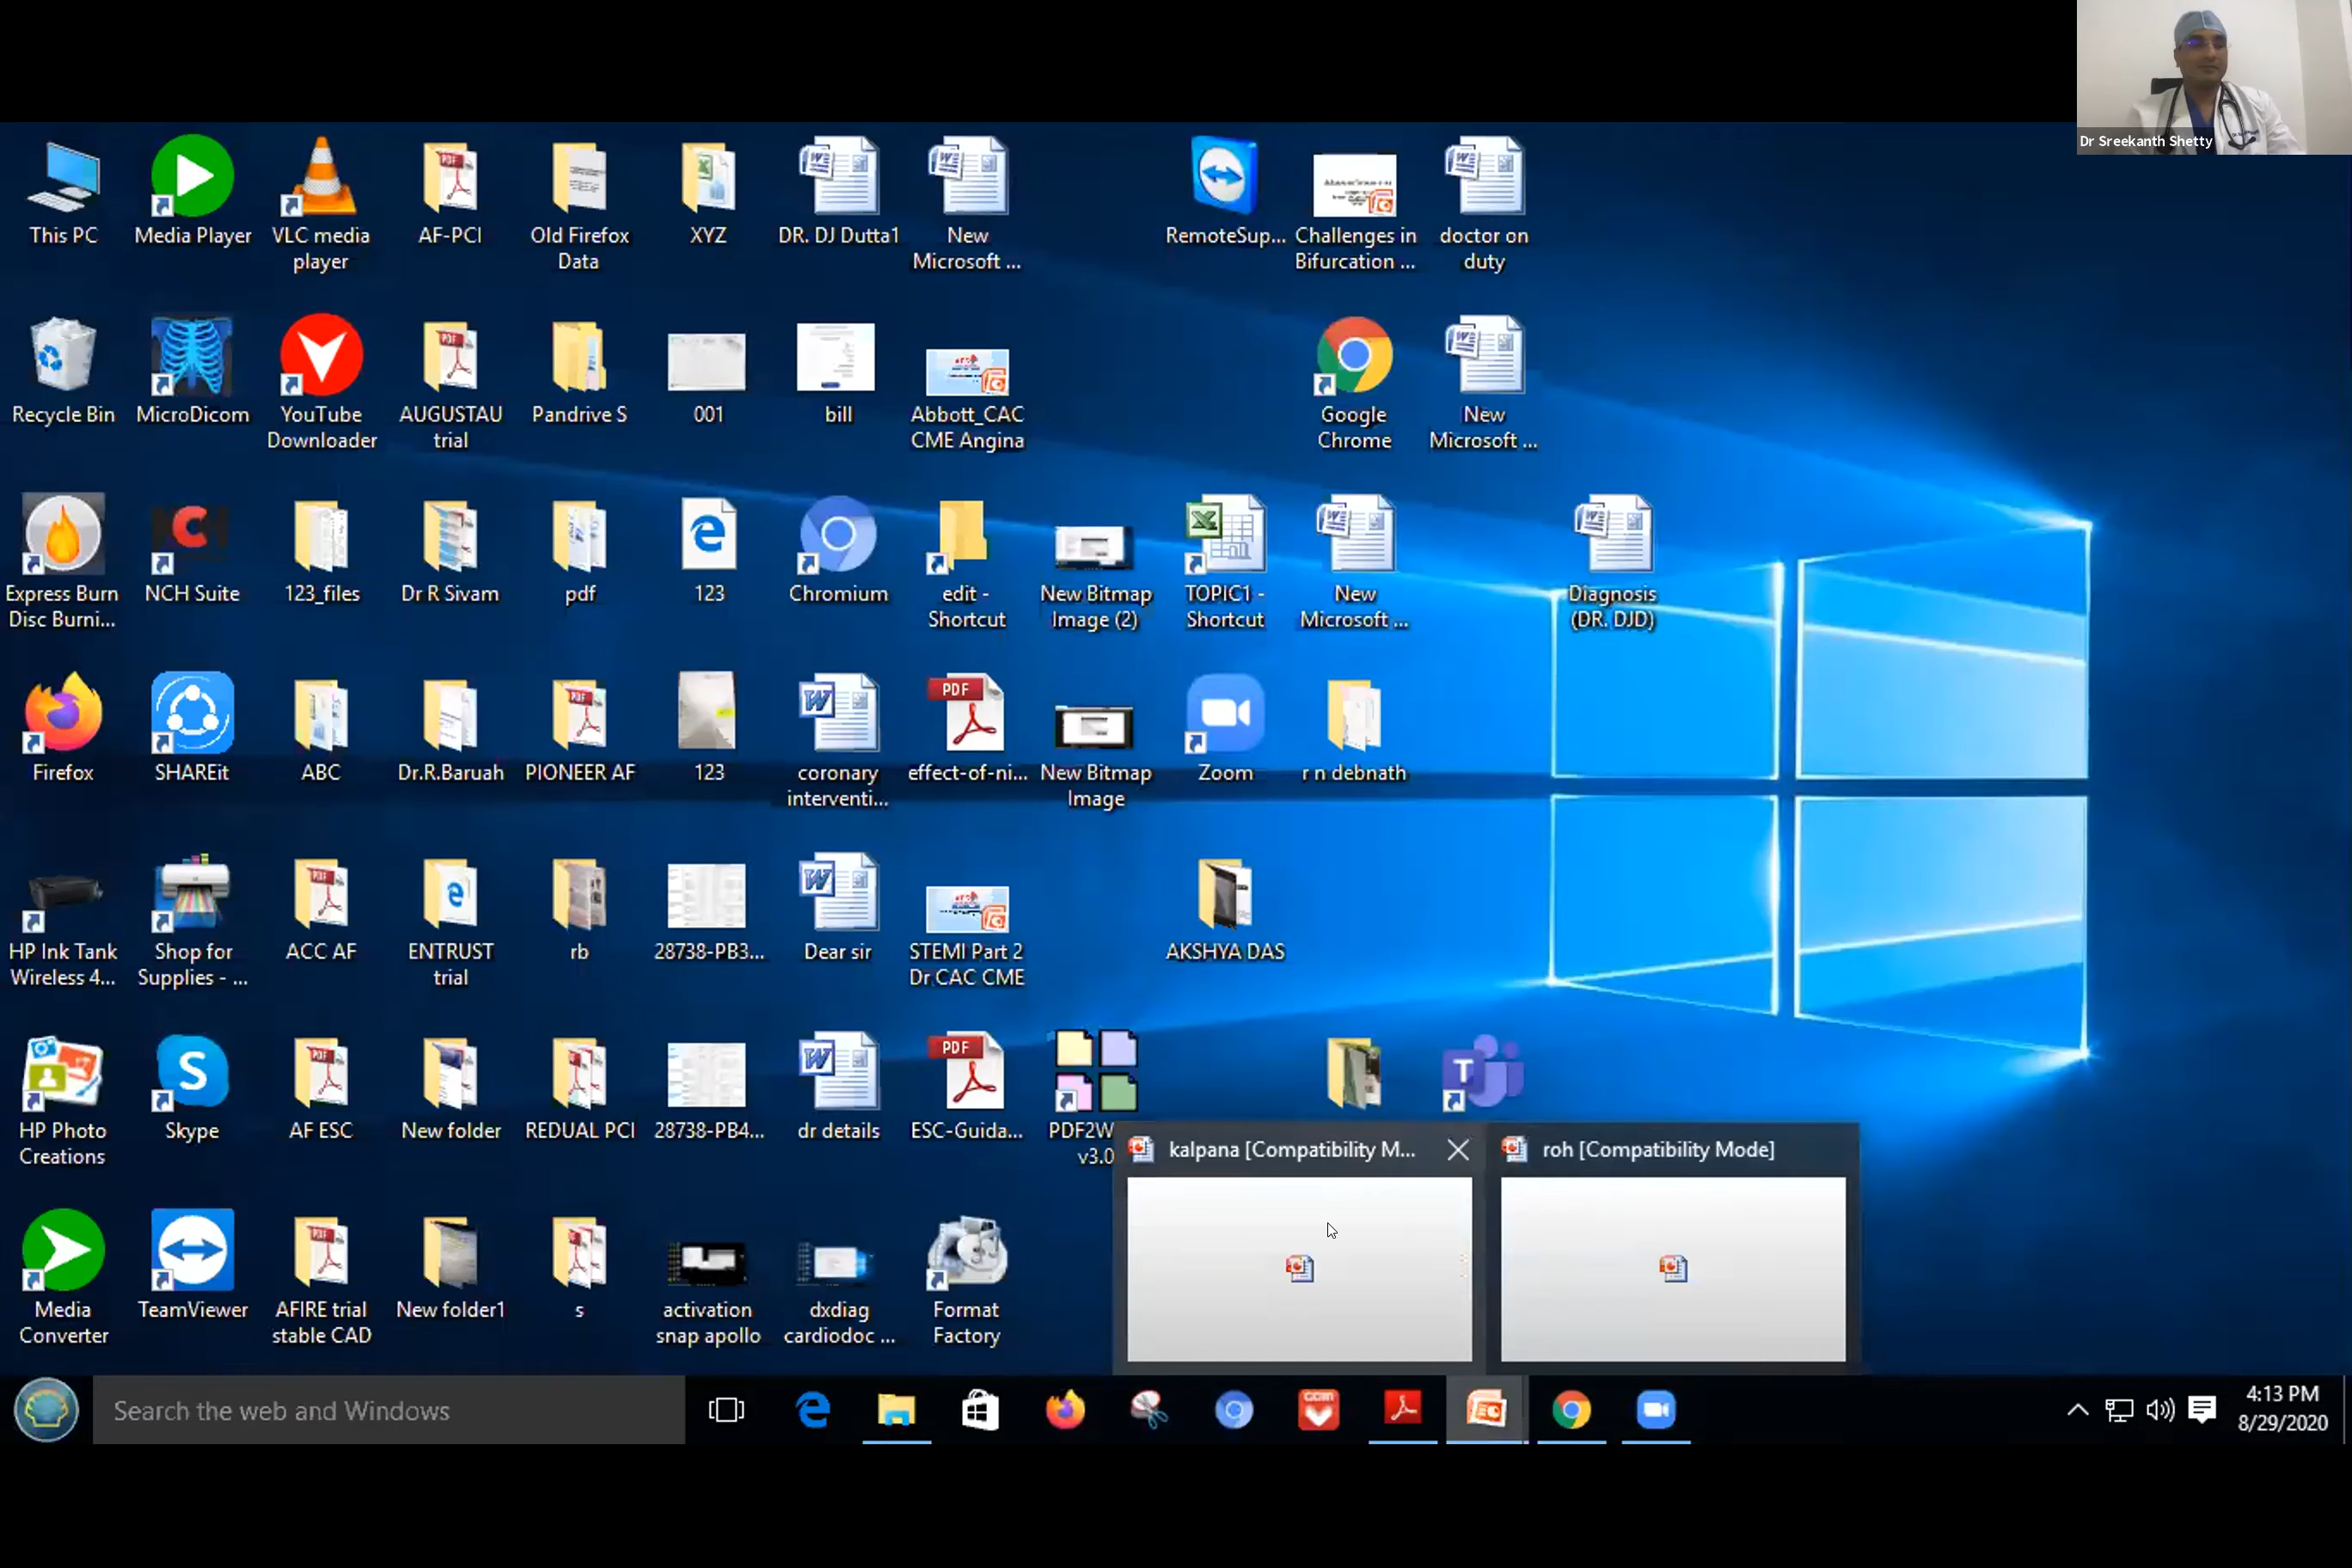 Dr Sreekanth Shetty
This PC
Media Player
VLC media
player
AF-PCI
Old Firefox
Data
XYZ
DR. DJ Dutta1
New
Microsoft ...
RemoteSup...
Challenges in
Bifurcation ...
doctor on
duty
Recycle Bin
MicroDicom
YouTube
Downloader
AUGUSTAU
trial
Pandrive S
001
bill
Abbott_CAC
CME Angina
Google
Chrome
New
Microsoft ...
Express Burn
Disc Burni...
NCH Suite
123_files
Dr R Sivam
pdf
123
Chromium
edit -
Shortcut
New Bitmap
Image (2)
TOPIC1 -
Shortcut
New
Microsoft ...
Diagnosis
(DR. DJD)
Firefox
SHAREit
ABC
Dr.R.Baruah
PIONEER AF
123
coronary
interventi...
PDF
effect-of-ni...
New Bitmap
Image
Zoom
r n debnath
HP Ink Tank
Wireless 4...
Shop for
Supplies - ...
ACC AF
ENTRUST
trial
rb
28738-PB3...
Dear sir
STEMI Part 2
Dr CAC CME
AKSHYA DAS
HP Photo
Creations
Skype
AF ESC
New folder
REDUAL PCI
28738-PB4...
dr details
PDF
ESC-Guida...
PDF2W
v3.0
kalpana [Compatibility M...
roh [Compatibility Mode]
Media
Converter
TeamViewer
AFIRE trial
stable CAD
New folder1
s
activation
snap apollo
dxdiag
cardiodoc ...
Format
Factory
Search the web and Windows
4:13 PM
8/29/2020